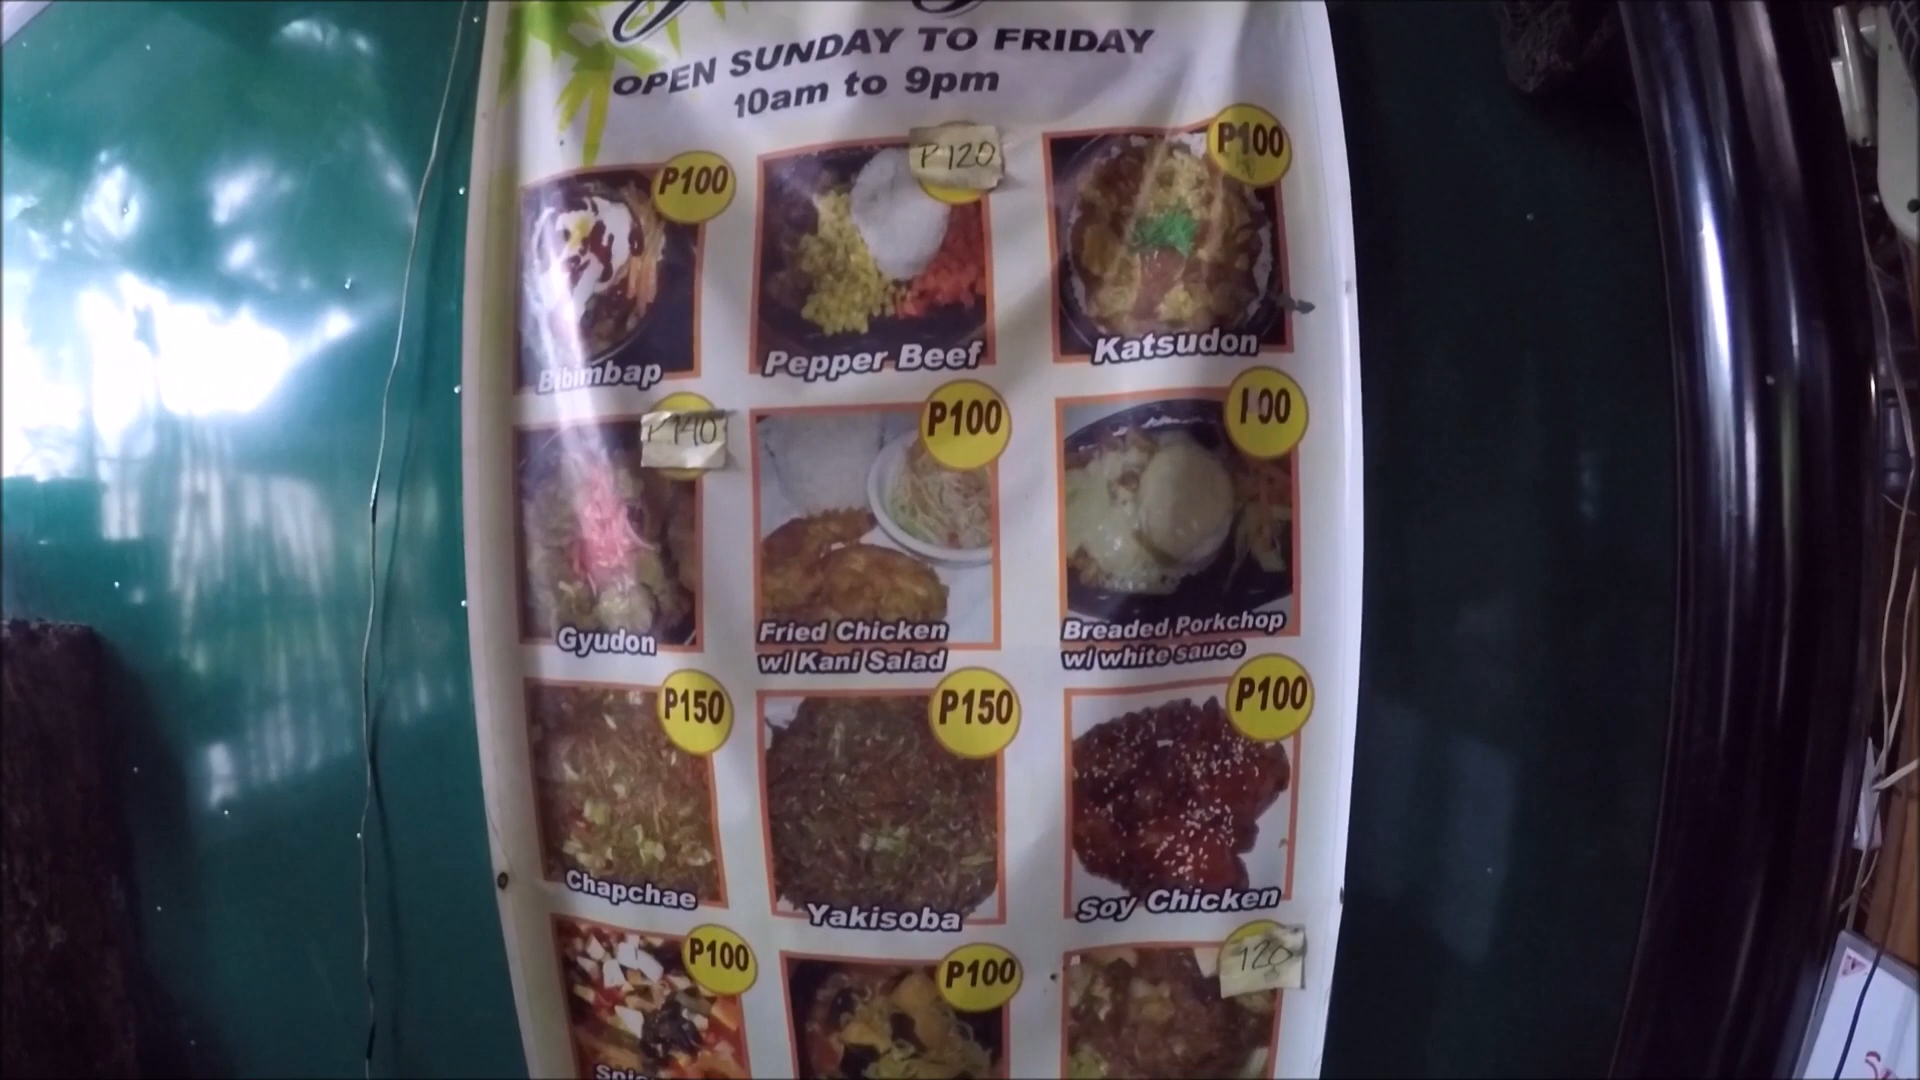 OPEN SUNDAY TO FRIDAY
10am to 9pm
P100
P120
P100
Bibimbap
Pepper Beef
Katsudon
P140
P100
100
Gyudon
Fried Chicken
w/ Kani Salad
Breaded Porkchop
w/ white sauce
P150
P150
P100
Chapchae
Yakisoba
Soy Chicken
P100
P100
120